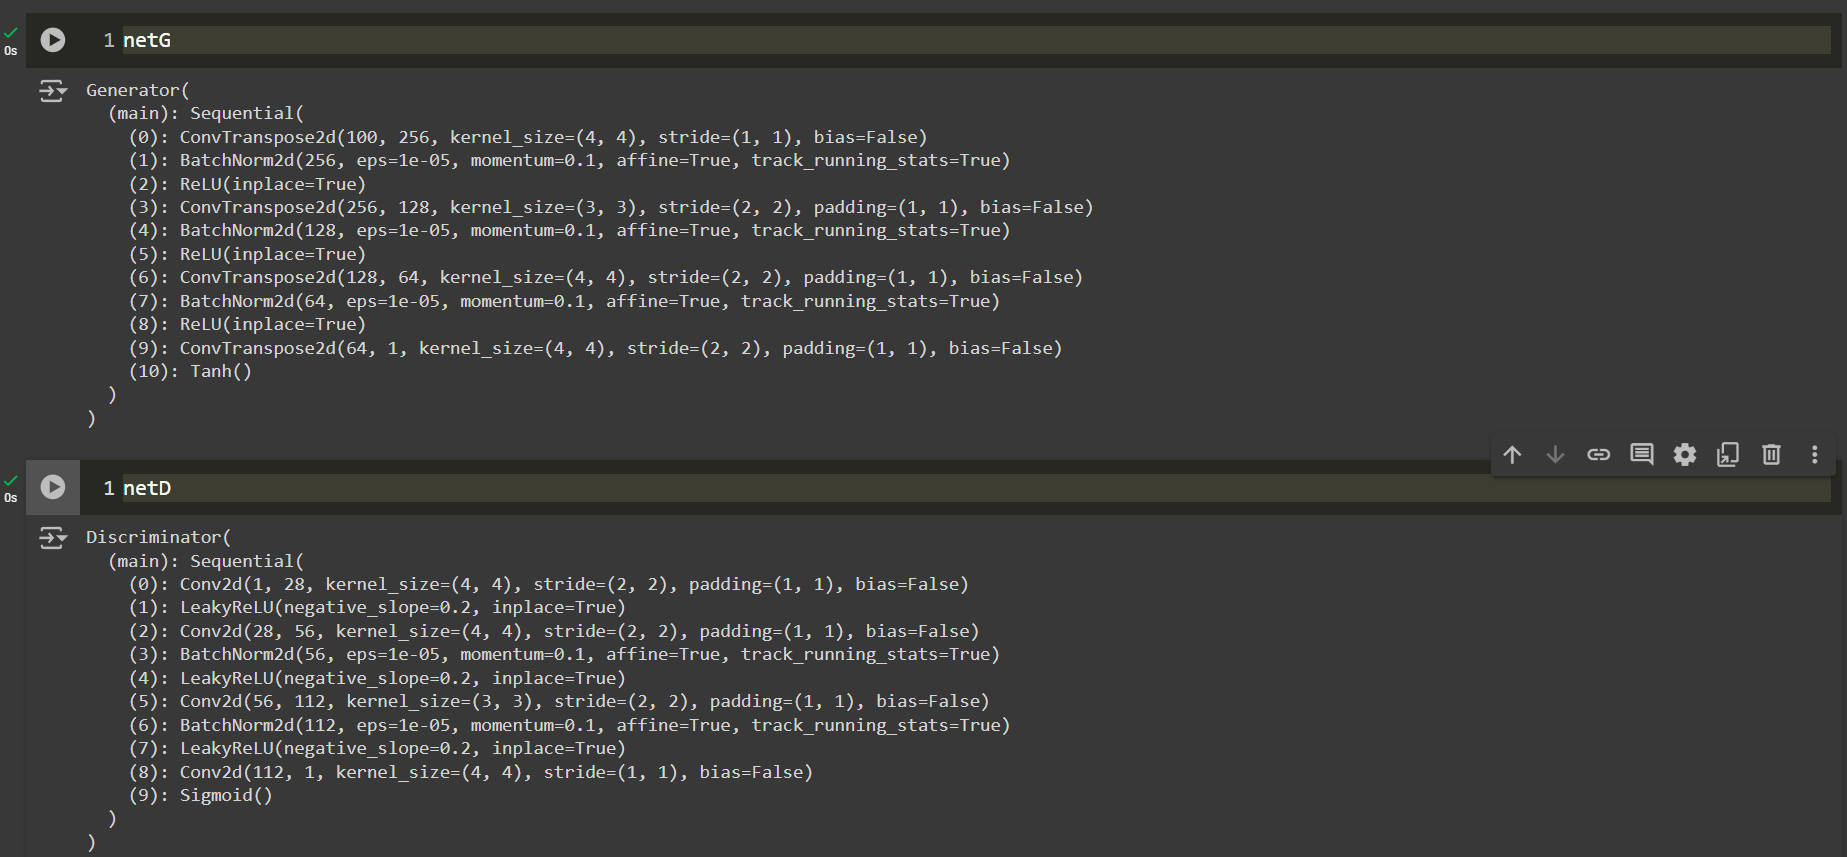 0s
1 netG
Generator(
  (main): Sequential(
    (0): ConvTranspose2d(100, 256, kernel_size=(4, 4), stride=(1, 1), bias=False)
    (1): BatchNorm2d(256, eps=1e-05, momentum=0.1, affine=True, track_running_stats=True)
    (2): ReLU(inplace=True)
    (3): ConvTranspose2d(256, 128, kernel_size=(3, 3), stride=(2, 2), padding=(1, 1), bias=False)
    (4): BatchNorm2d(128, eps=1e-05, momentum=0.1, affine=True, track_running_stats=True)
    (5): ReLU(inplace=True)
    (6): ConvTranspose2d(128, 64, kernel_size=(4, 4), stride=(2, 2), padding=(1, 1), bias=False)
    (7): BatchNorm2d(64, eps=1e-05, momentum=0.1, affine=True, track_running_stats=True)
    (8): ReLU(inplace=True)
    (9): ConvTranspose2d(64, 1, kernel_size=(4, 4), stride=(2, 2), padding=(1, 1), bias=False)
    (10): Tanh()
  )
)
0s
1 netD
Discriminator(
  (main): Sequential(
    (0): Conv2d(1, 28, kernel_size=(4, 4), stride=(2, 2), padding=(1, 1), bias=False)
    (1): LeakyReLU(negative_slope=0.2, inplace=True)
    (2): Conv2d(28, 56, kernel_size=(4, 4), stride=(2, 2), padding=(1, 1), bias=False)
    (3): BatchNorm2d(56, eps=1e-05, momentum=0.1, affine=True, track_running_stats=True)
    (4): LeakyReLU(negative_slope=0.2, inplace=True)
    (5): Conv2d(56, 112, kernel_size=(3, 3), stride=(2, 2), padding=(1, 1), bias=False)
    (6): BatchNorm2d(112, eps=1e-05, momentum=0.1, affine=True, track_running_stats=True)
    (7): LeakyReLU(negative_slope=0.2, inplace=True)
    (8): Conv2d(112, 1, kernel_size=(4, 4), stride=(1, 1), bias=False)
    (9): Sigmoid()
  )
)